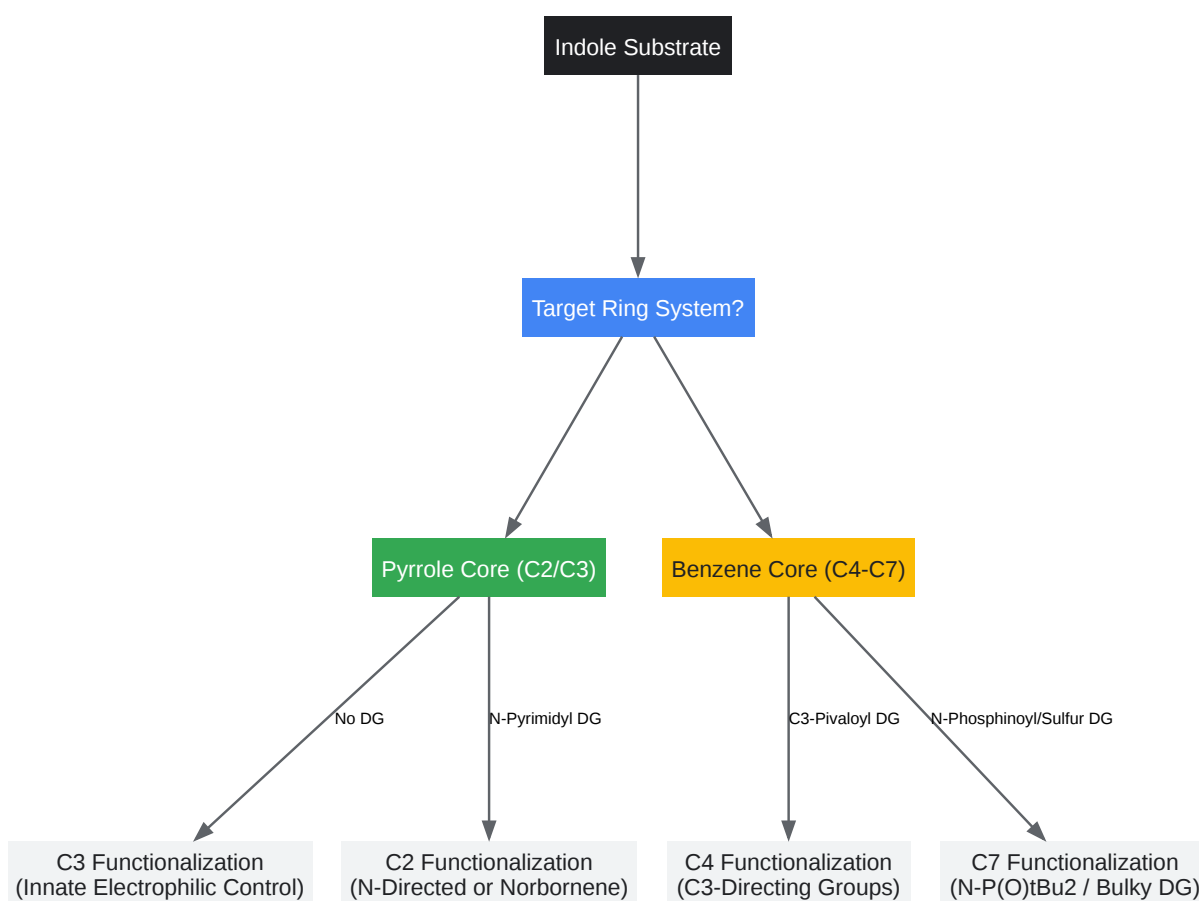 Indole Substrate
Target Ring System?
Pyrrole Core (C2/C3)
Benzene Core (C4-C7)
No DG
N-Pyrimidyl DG
C3-Pivaloyl DG
N-Phosphinoyl/Sulfur DG
C3 Functionalization
(Innate Electrophilic Control)
C2 Functionalization
(N-Directed or Norbornene)
C4 Functionalization
(C3-Directing Groups)
C7 Functionalization
(N-P(O)tBu2 / Bulky DG)